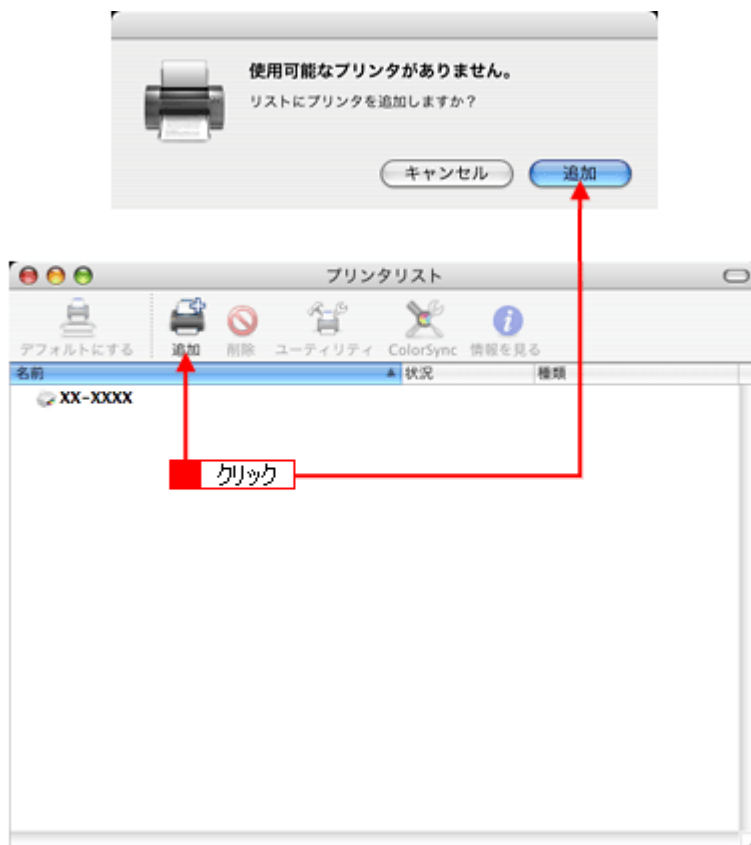 使用可能なプリンタがありません。
リストにプリンタを追加しますか？
キャンセル 追加
プリンタリスト
デフォルトにする 追加 削除 ユーティリティ ColorSync 情報を見る
名前 状況 種類
XX-XXXX
クリック